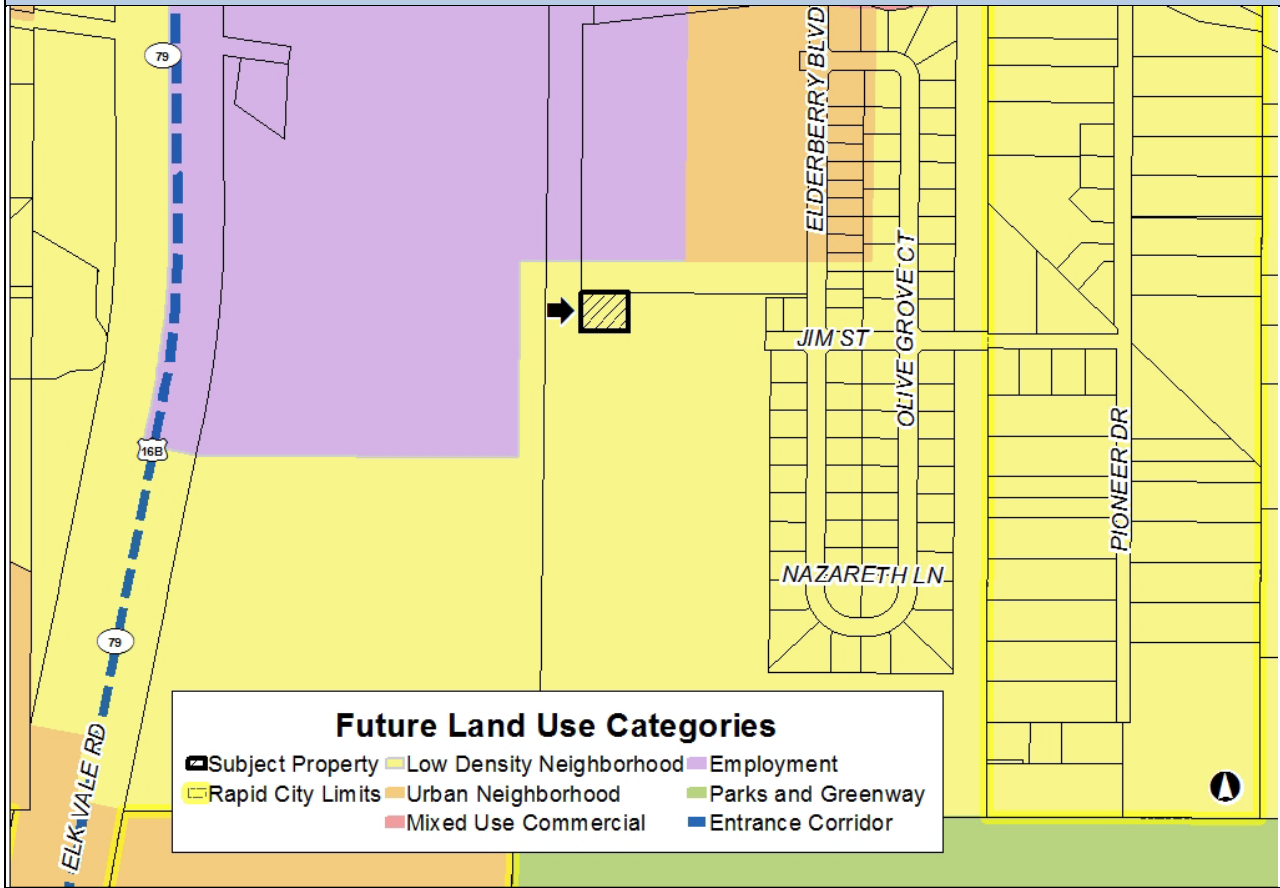 79
ELDERBERRY BLVD
OLIVE GROVE CT
JIM ST
16B
PIONEER DR
NAZARETH LN
79
ELK VALE RD
Future Land Use Categories
Subject Property Low Density Neighborhood Employment
Rapid City Limits Urban Neighborhood Parks and Greenway
Mixed Use Commercial Entrance Corridor